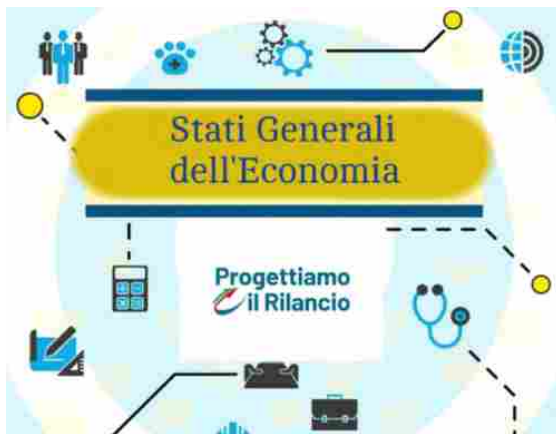 Stati Generali
dell'Economia
Progettiamo
il Rilancio